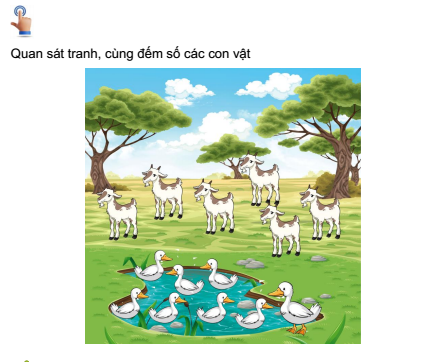 Quan sát tranh, cùng đếm số các con vật